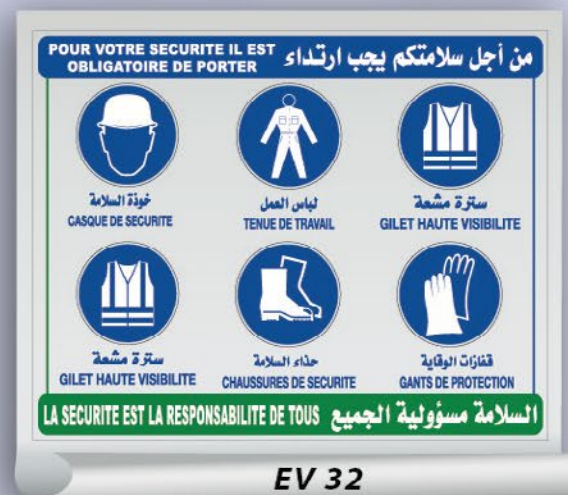 POUR VOTRE SECURITE IL EST
OBLIGATOIRE DE PORTER
من أجل سلامتكم يجب ارتداء
خوذة السلامة
CASQUE DE SECURITE
لباس العمل
TENUE DE TRAVAIL
سترة مشعة
GILET HAUTE VISIBILITE
سترة مشعة
GILET HAUTE VISIBILITE
حذاء السلامة
CHAUSSURES DE SECURITE
قفازات الوقاية
GANTS DE PROTECTION
LA SECURITE EST LA RESPONSABILITE DE TOUS السلامة مسؤولية الجميع
EV 32